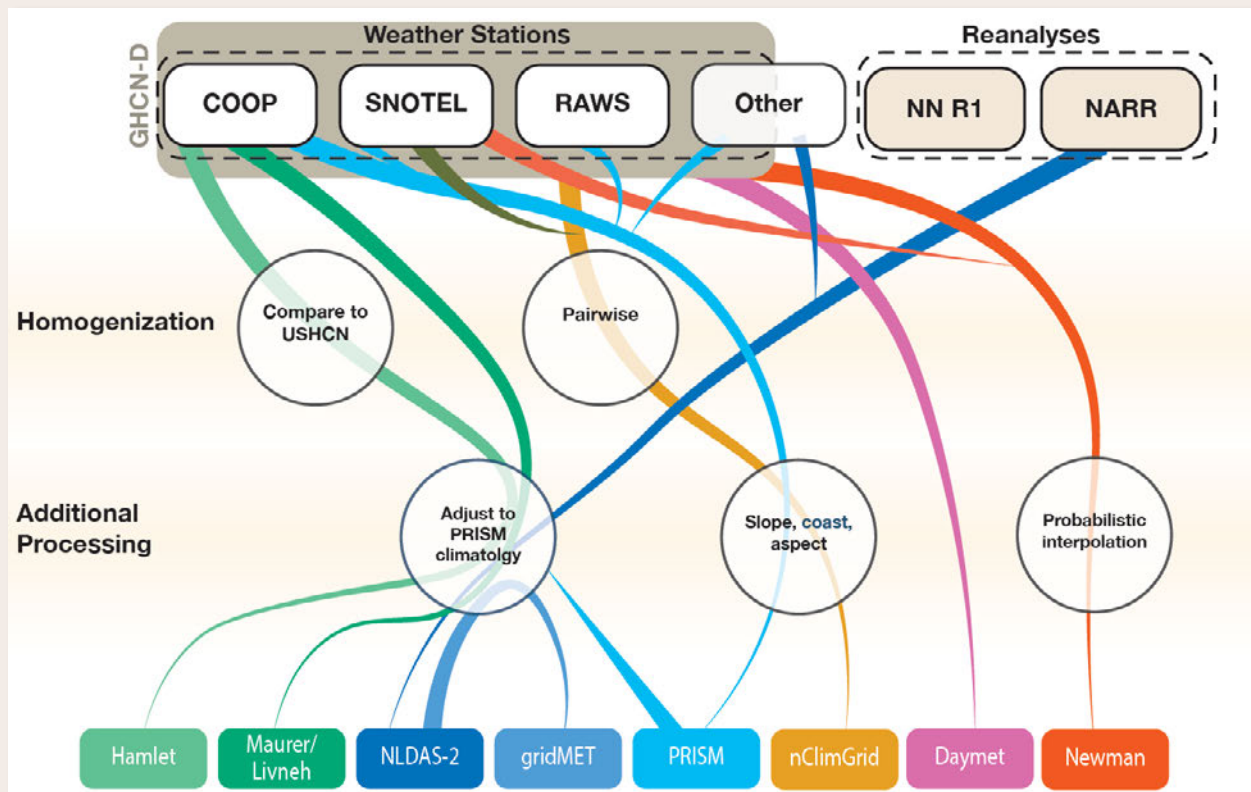 Weather Stations
Reanalyses
GHCN-D
COOP
SNOTEL
RAWS
Other
NN R1
NARR
Homogenization
Compare to
USHCN
Pairwise
Additional
Processing
Adjust to
PRISM
climatolgy
Slope, coast,
aspect
Probabilistic
interpolation
Hamlet
Maurer/
Livneh
NLDAS-2
gridMET
PRISM
nClimGrid
Daymet
Newman